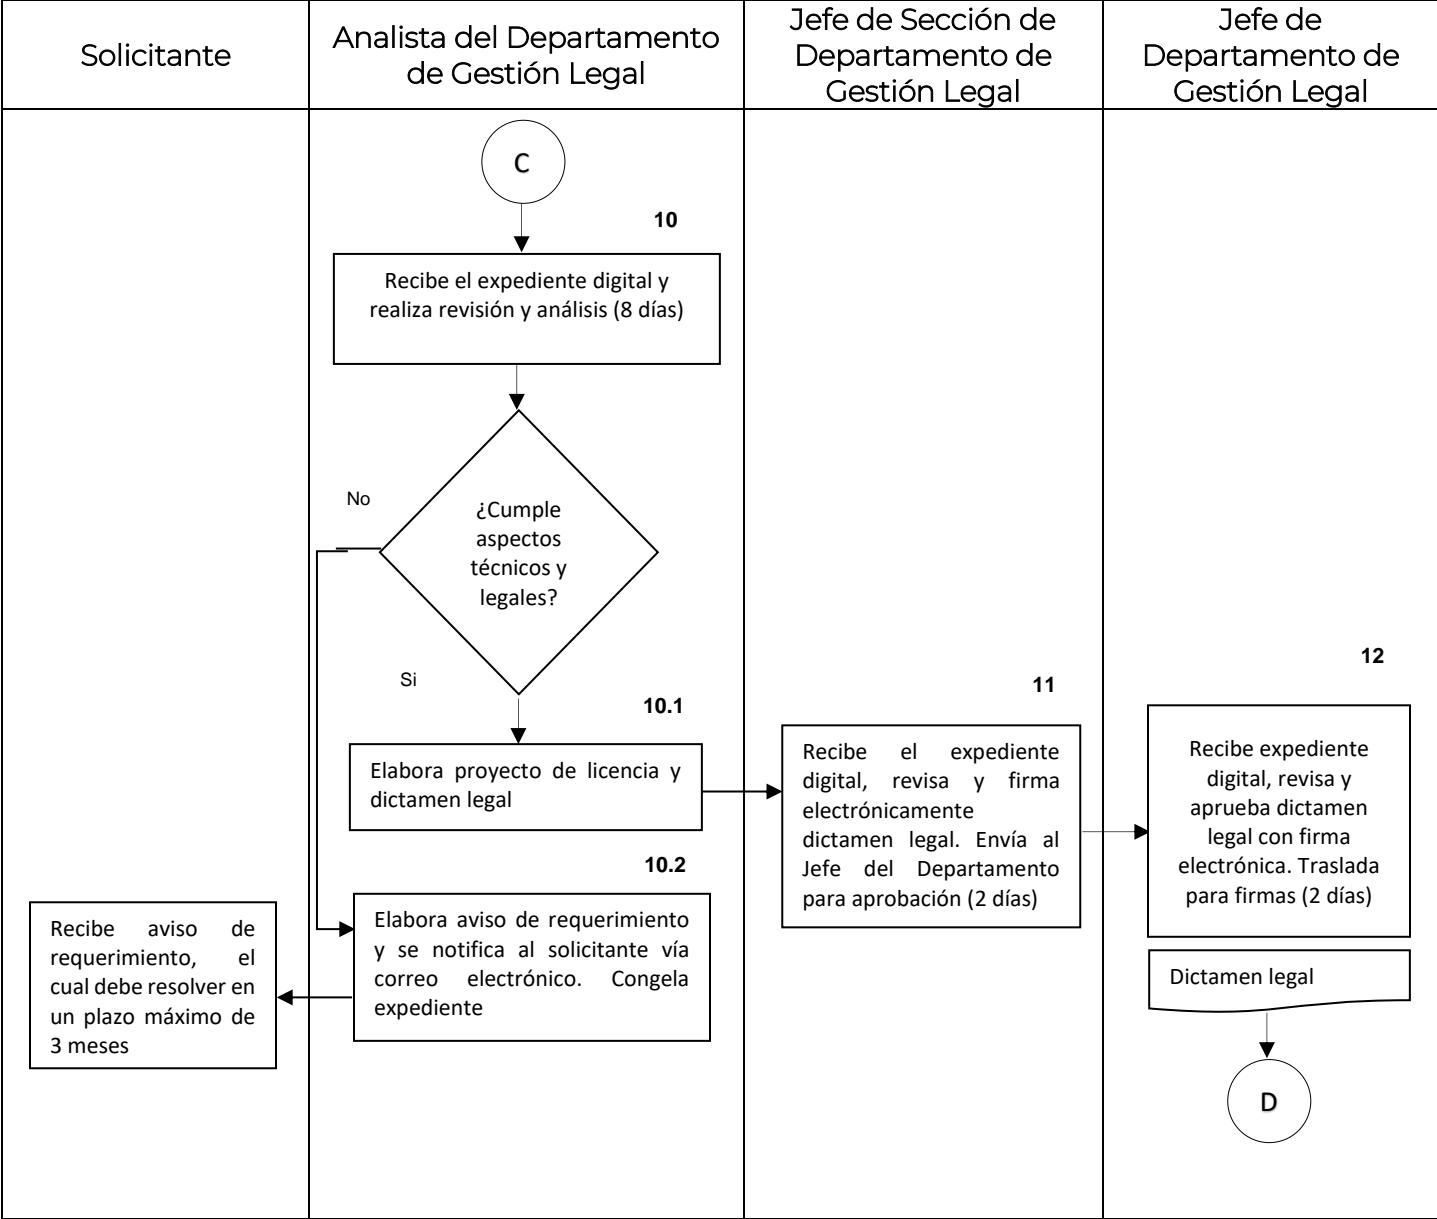 Solicitante
Analista del Departamento
de Gestión Legal
Jefe de Sección de
Departamento de
Gestión Legal
Jefe de
Departamento de
Gestión Legal
C
10
Recibe el expediente digital y
realiza revisión y análisis (8 días)
No
¿Cumple
aspectos
técnicos y
legales?
Si
10.1
Elabora proyecto de licencia y
dictamen legal
10.2
Elabora aviso de requerimiento
y se notifica al solicitante vía
correo electrónico. Congela
expediente
Recibe aviso de
requerimiento, el
cual debe resolver en
un plazo máximo de
3 meses
11
Recibe el expediente
digital, revisa y firma
electrónicamente
dictamen legal. Envía al
Jefe del Departamento
para aprobación (2 días)
12
Recibe expediente
digital, revisa y
aprueba dictamen
legal con firma
electrónica. Traslada
para firmas (2 días)
Dictamen legal
D